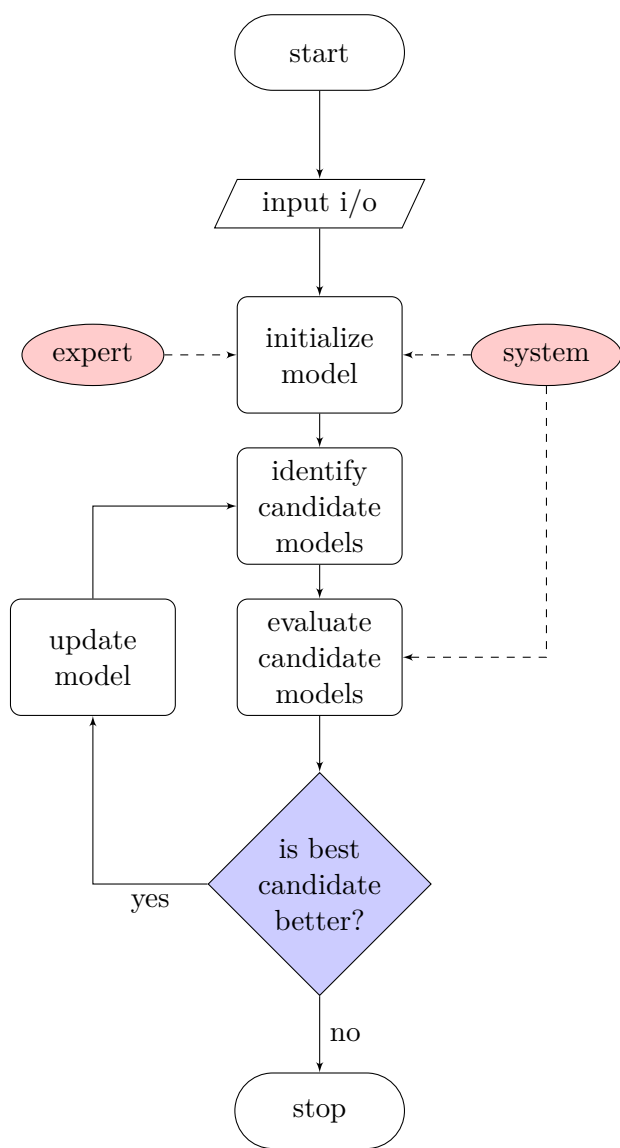 start
input i/o
expert
initialize
model
system
identify
candidate
models
update
model
evaluate
candidate
models
is best
candidate
better?
yes
no
stop